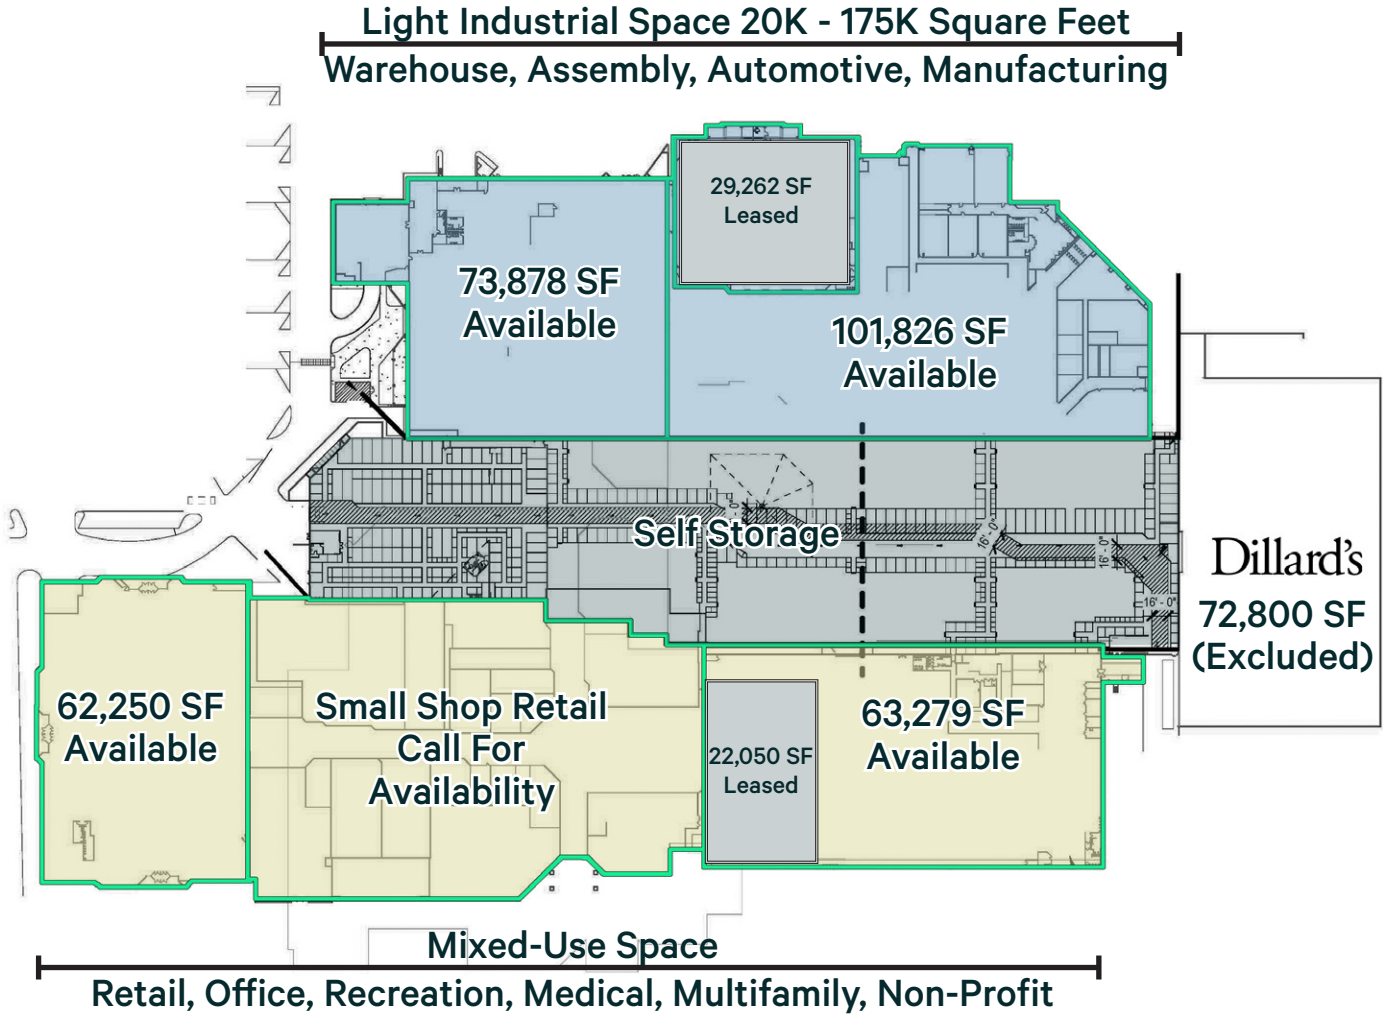 Light Industrial Space 20K - 175K Square Feet
Warehouse, Assembly, Automotive, Manufacturing
29,262 SF
Leased
73,878 SF
Available
101,826 SF
Available
Self Storage
16' - 0"
16' - 0"
16' - 0"
Dillard's
72,800 SF
(Excluded)
62,250 SF
Available
Small Shop Retail
Call For
Availability
22,050 SF
Leased
63,279 SF
Available
Mixed-Use Space
Retail, Office, Recreation, Medical, Multifamily, Non-Profit